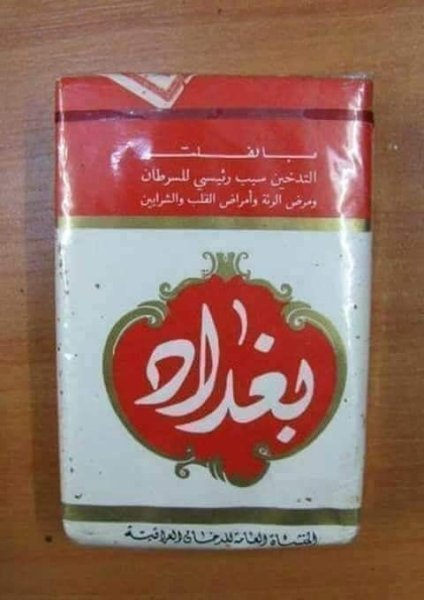 بالفلتر
التدخين سبب رئيسي للسرطان
ومرض الرئة وأمراض القلب والشرايين
بغداد
المنشأة العامة للدخان العراقية